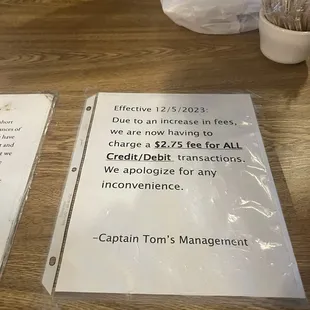 Effective 12/5/2023:
Due to an increase in fees,
we are now having to
charge a $2.75 fee for ALL
Credit/Debit transactions.
We apologize for any
inconvenience.
–Captain Tom's Management